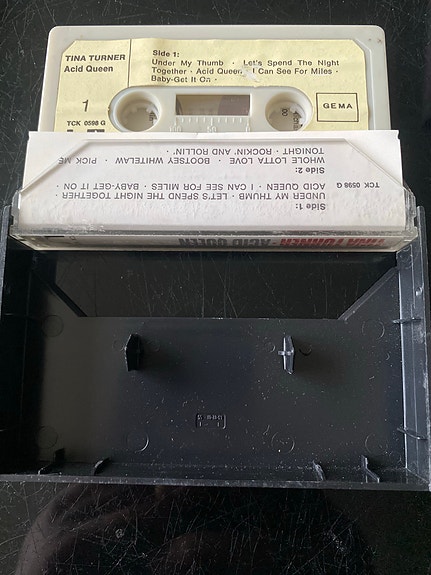 TINA TURNER
Acid Queen
Side 1:
Under My Thumb · Let's Spend The Night
Together · Acid Queen · I Can See For Miles ·
Baby-Get It On ·
1
GEMA
TCK 0598 G
TCK 0598 G
Side 1:
UNDER MY THUMB · LET'S SPEND THE NIGHT TOGETHER ·
ACID QUEEN · I CAN SEE FOR MILES · BABY-GET IT ON
Side 2:
WHOLE LOTTA LOVE · BOOTSEY WHITELAW · PICK ME
TONIGHT · ROCKIN' AND ROLLIN'
TINA TURNER · ACID QUEEN